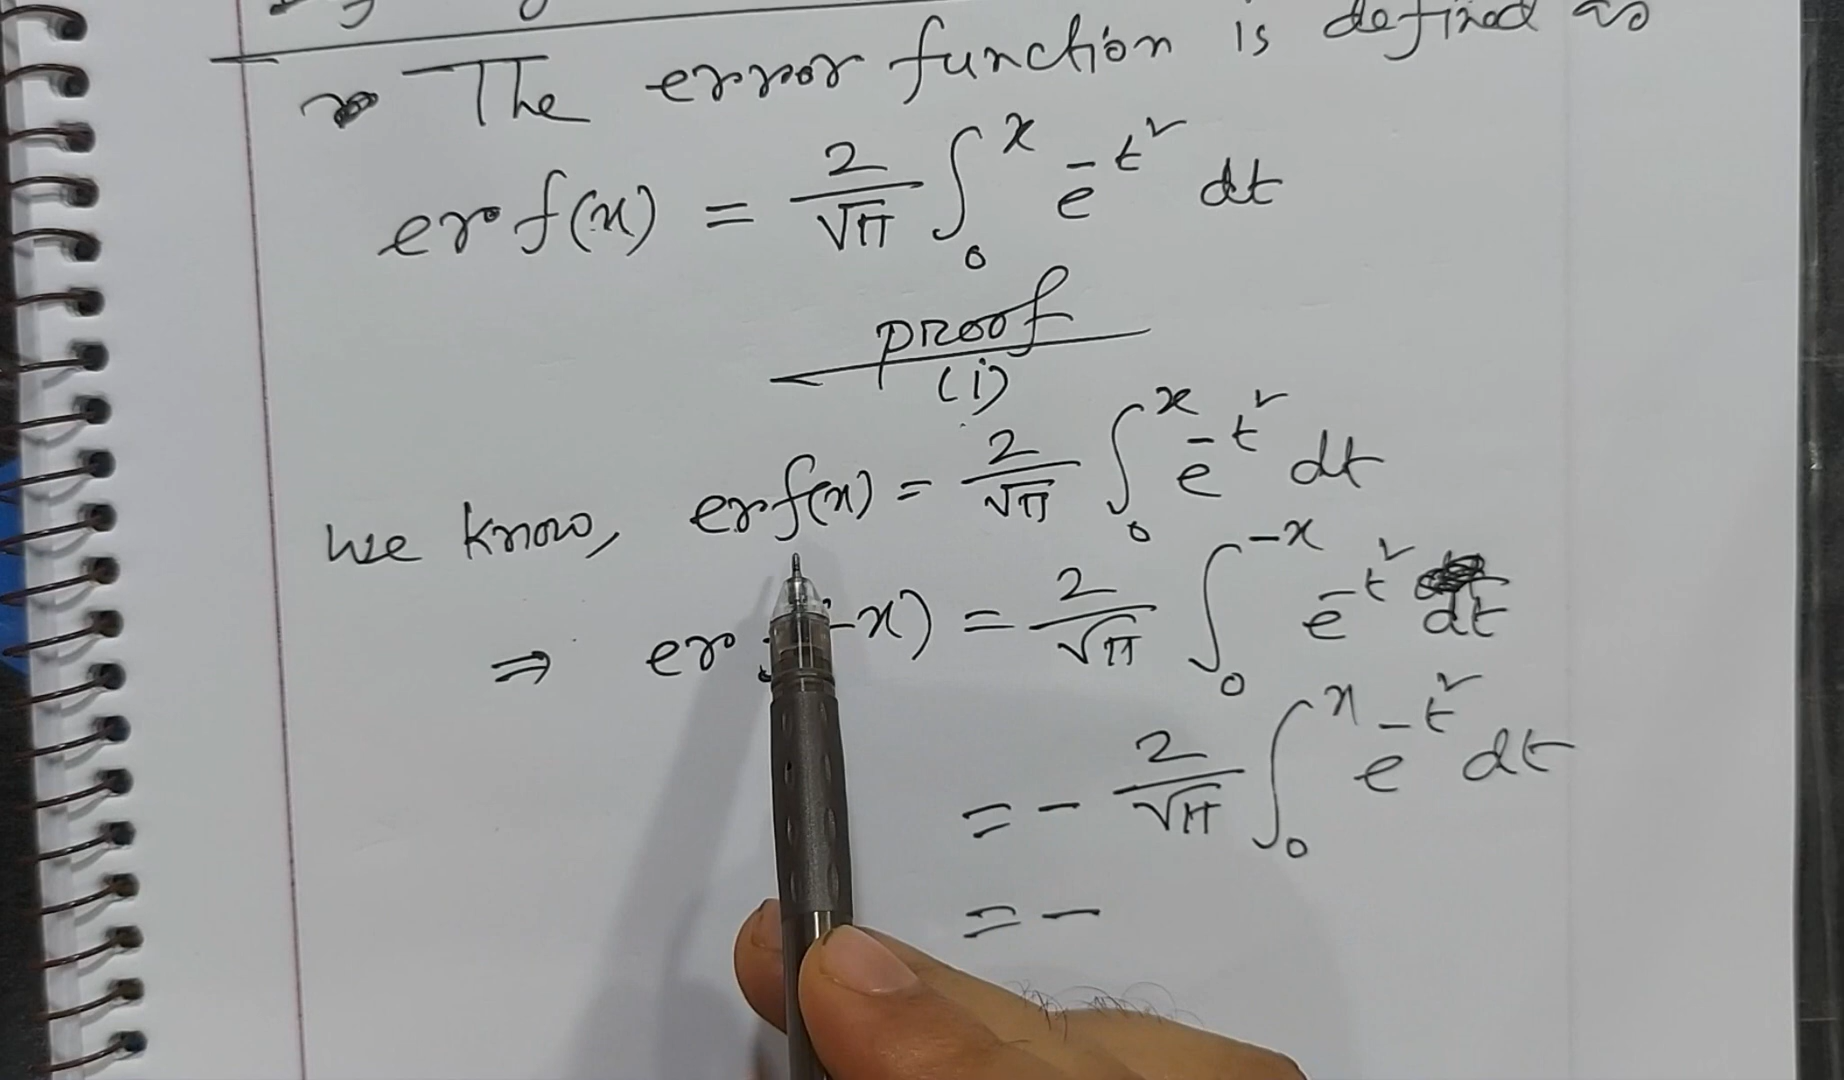 The error function is defined as
erf(x) = 2/√π ∫₀ˣ e^-t² dt
proof
(i)
we know, erf(x) = 2/√π ∫₀ˣ e^-t² dt
⇒ er -x) = 2/√π ∫₀^-x e^-t² dt
= - 2/√π ∫₀ˣ e^-t² dt
= -